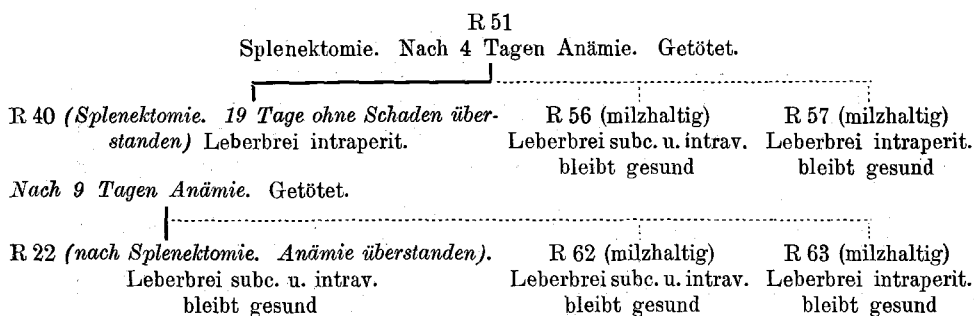 R 51
Splenektomie. Nach 4 Tagen Anämie. Getötet.
R 40 (Splenektomie. 19 Tage ohne Schaden über-
standen) Leberbrei intraperit.
R 56 (milzhaltig)
Leberbrei subc. u. intrav.
bleibt gesund
R 57 (milzhaltig)
Leberbrei intraperit.
bleibt gesund
Nach 9 Tagen Anämie. Getötet.
R 22 (nach Splenektomie. Anämie überstanden).
Leberbrei subc. u. intrav.
bleibt gesund
R 62 (milzhaltig)
Leberbrei subc. u. intrav.
bleibt gesund
R 63 (milzhaltig)
Leberbrei intraperit.
bleibt gesund